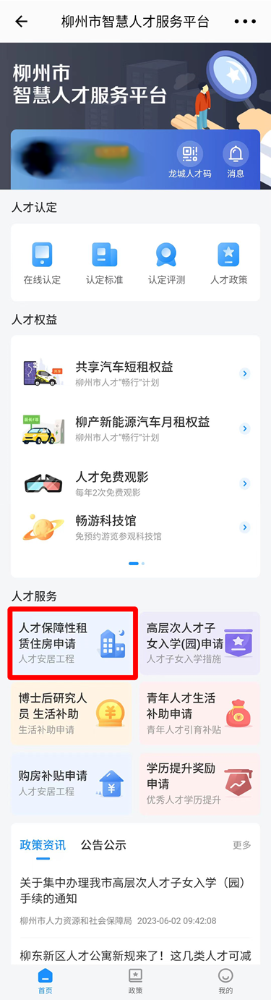 柳州市智慧人才服务平台
柳州市
智慧人才服务平台
龙城人才码
消息
人才认定
在线认定
认定标准
认定评测
人才政策
人才权益
共享汽车短租权益
柳州市人才“畅行”计划
柳产新能源汽车月租权益
柳州市人才“畅行”计划
人才免费观影
每年2次免费观影
畅游科技馆
免预约游览参观科技馆
人才服务
人才保障性租
赁住房申请
人才安居工程
高层次人才子
女入学(园)申请
人才子女入学措施
博士后研究人
员 生活补助
生活补助申请
青年人才生活
补助申请
青年人才引育补贴
购房补贴申请
人才安居工程
学历提升奖励
申请
优秀人才学历提升
政策资讯
公告公示
更多
关于集中办理我市高层次人才子女入学（园）
手续的通知
柳州市人力资源和社会保障局 2023-06-02 09:42:08
柳东新区人才公寓新规来了！这几类人才可减
首页
政策
我的